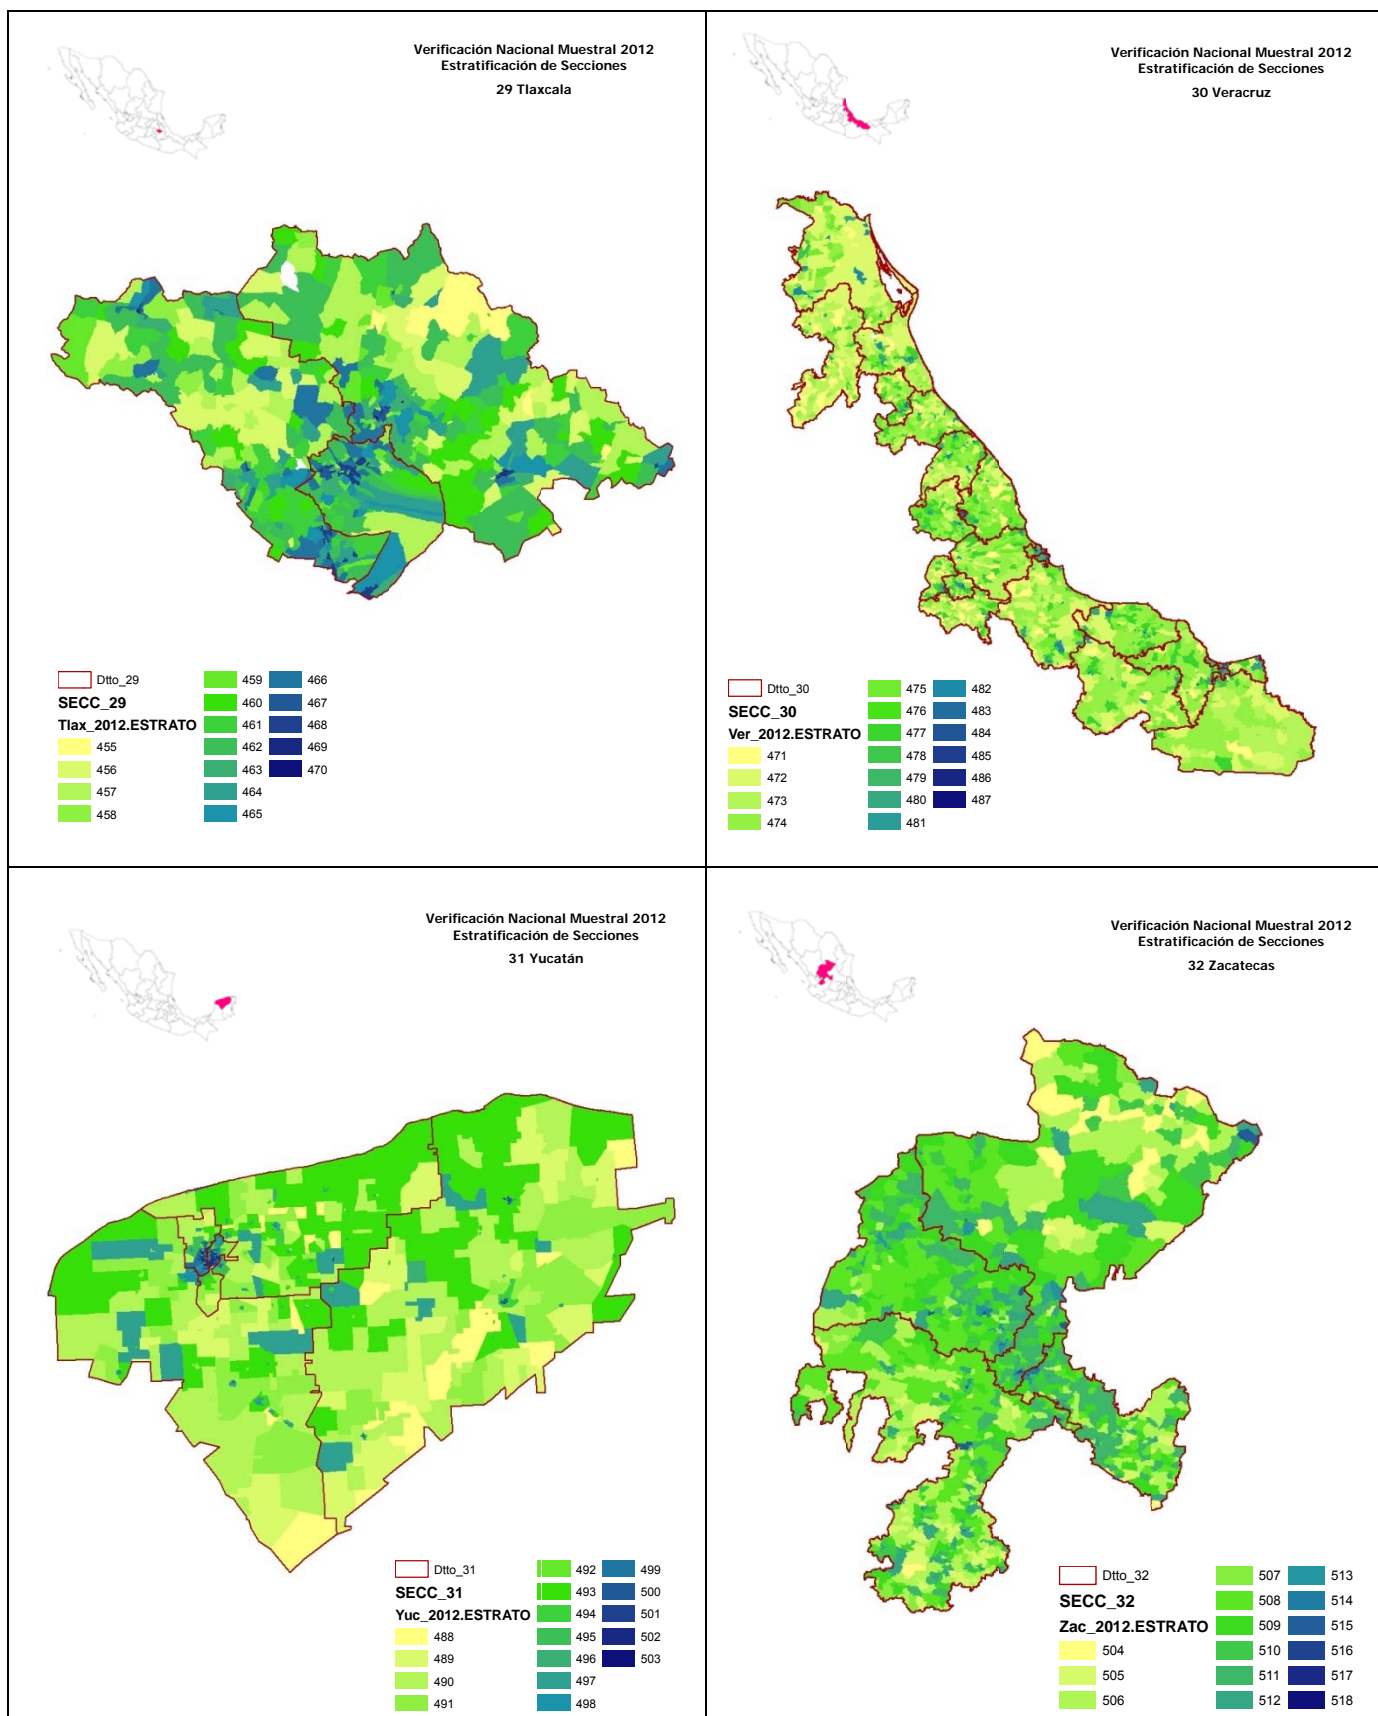 Verificación Nacional Muestral 2012
Estratificación de Secciones
29 Tlaxcala
Dtto_29
SECC_29
Tlax_2012.ESTRATO
455
456
457
458
459
460
461
462
463
464
465
466
467
468
469
470
Verificación Nacional Muestral 2012
Estratificación de Secciones
30 Veracruz
Dtto_30
SECC_30
Ver_2012.ESTRATO
471
472
473
474
475
476
477
478
479
480
481
482
483
484
485
486
487
Verificación Nacional Muestral 2012
Estratificación de Secciones
31 Yucatán
Dtto_31
SECC_31
Yuc_2012.ESTRATO
488
489
490
491
492
493
494
495
496
497
498
499
500
501
502
503
Verificación Nacional Muestral 2012
Estratificación de Secciones
32 Zacatecas
Dtto_32
SECC_32
Zac_2012.ESTRATO
504
505
506
507
508
509
510
511
512
513
514
515
516
517
518